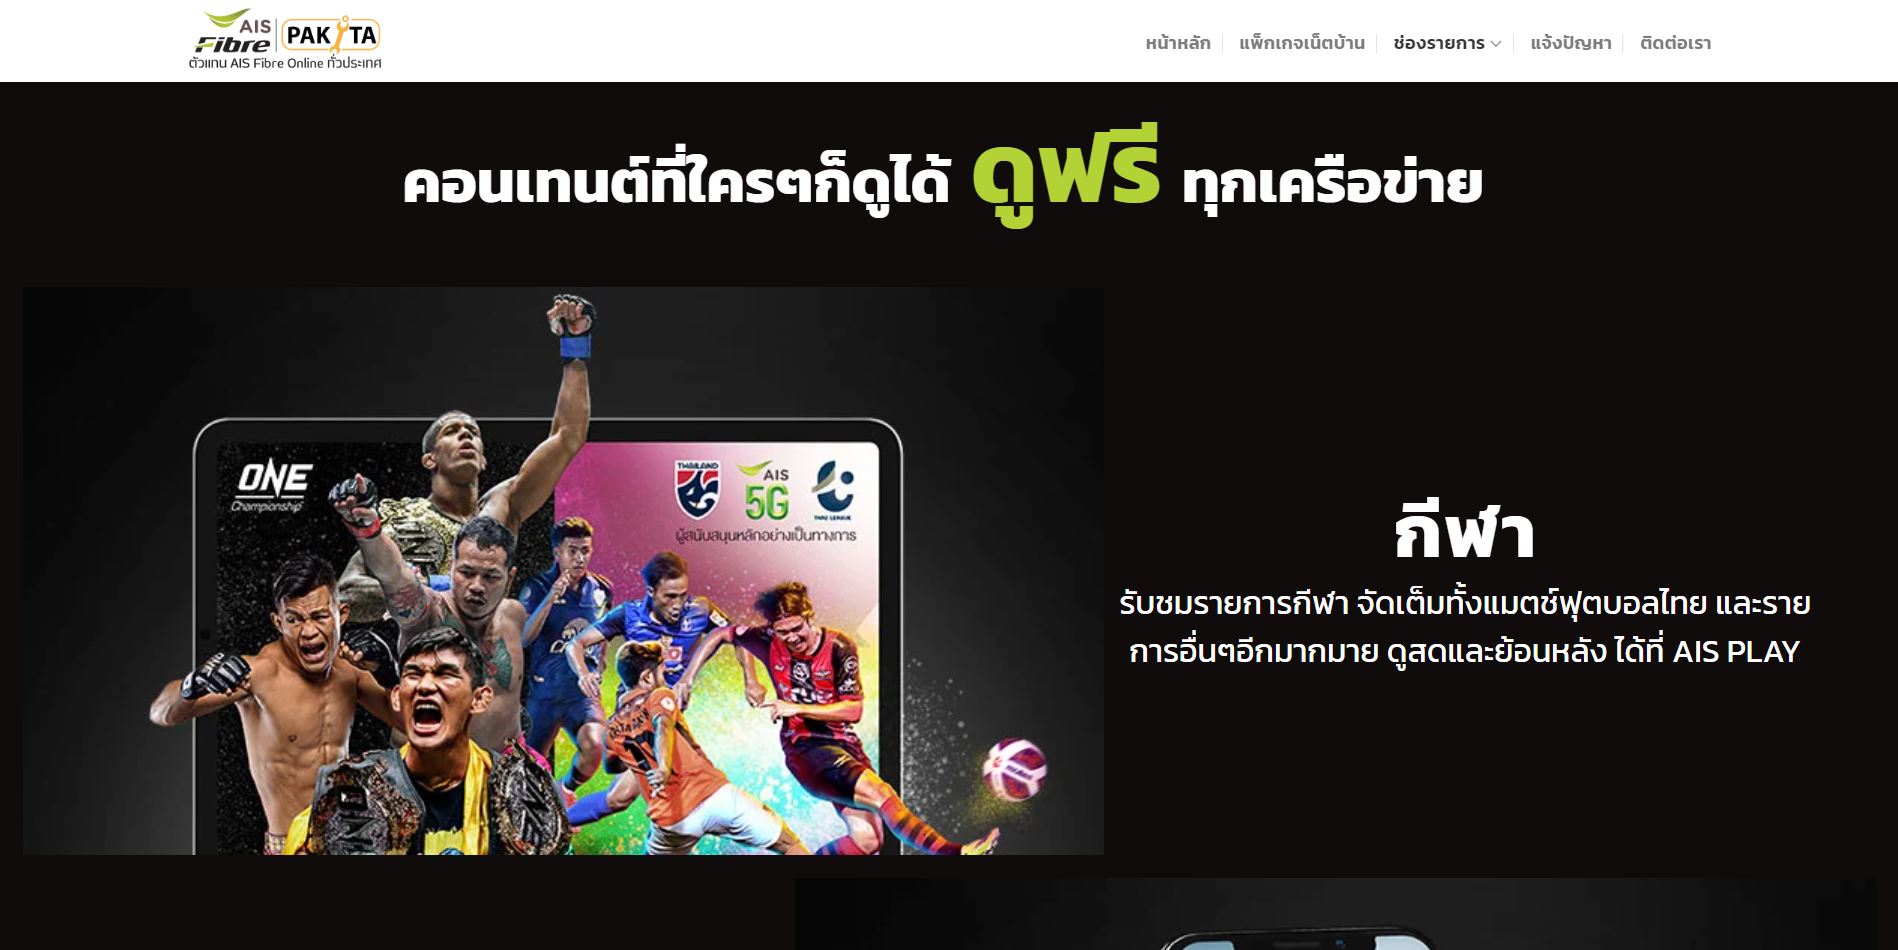 AIS
Fibre
PAKITA
ตัวแทน AIS Fibre Online ทั่วประเทศ
หน้าหลัก
แพ็กเกจเน็ตบ้าน
ช่องรายการ
แจ้งปัญหา
ติดต่อเรา
คอนเทนต์ที่ใครๆก็ดูได้ ดูฟรี ทุกเครือข่าย
ONE
Championship
THAILAND
AIS
5G
THAI LEAGUE
ผู้สนับสนุนหลักอย่างเป็นทางการ
กีฬา
รับชมรายการกีฬา จัดเต็มทั้งแมตช์ฟุตบอลไทย และราย
การอื่นๆอีกมากมาย ดูสดและย้อนหลัง ได้ที่ AIS PLAY